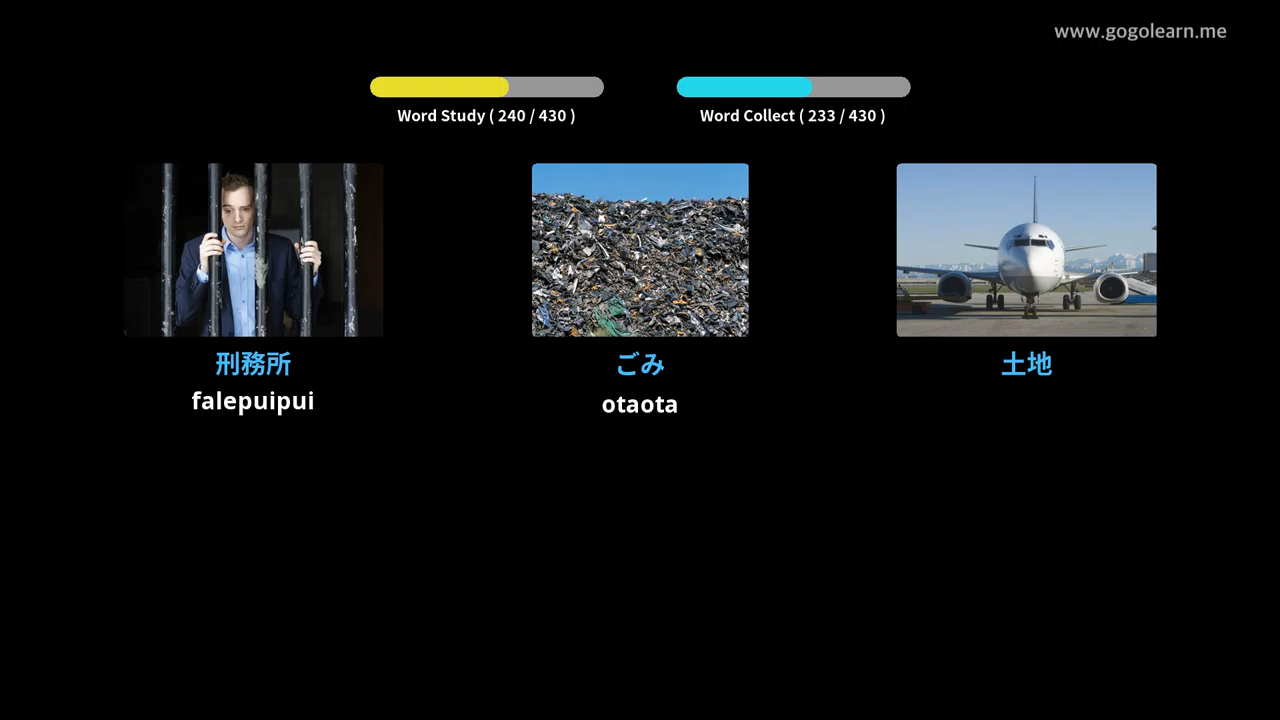 www.gogolearn.me
Word Study ( 240 / 430 )
Word Collect ( 233 / 430 )
刑務所
falepuipui
ごみ
otaota
土地